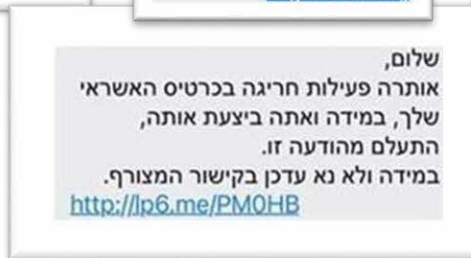 שלום,
אותרה פעילות חריגה בכרטיס האשראי
שלך, במידה ואתה ביצעת אותה,
התעלם מהודעה זו.
במידה ולא נא עדכן בקישור המצורף.
http://lp6.me/PM0HB